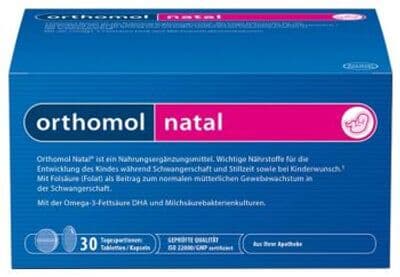 orthomol natal
orthomol natal
Orthomol Natal® ist ein Nahrungsergänzungsmittel. Wichtige Nährstoffe für die
Entwicklung des Kindes während Schwangerschaft und Stillzeit sowie bei Kinderwunsch.¹
Mit Folsäure (Folat) als Beitrag zum normalen mütterlichen Gewebewachstum in
der Schwangerschaft.
Mit der Omega-3-Fettsäure DHA und Milchsäurebakterienkulturen.
30 Tagesportionen: Tabletten/Kapseln
GEPRÜFTE QUALITÄT
ISO 22000/GMP zertifiziert
Aus Ihrer Apotheke